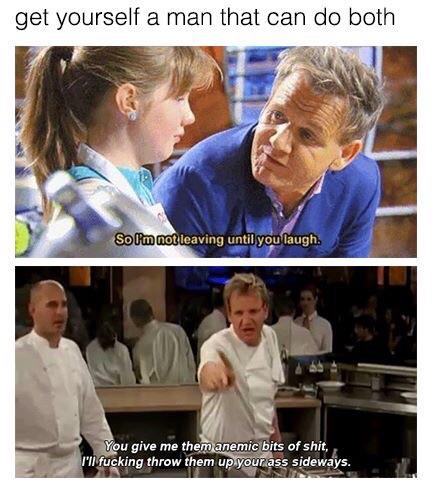 get yourself a man that can do both
So I'm not leaving until you laugh.
You give me them anemic bits of shit,
I'll fucking throw them up your ass sideways.